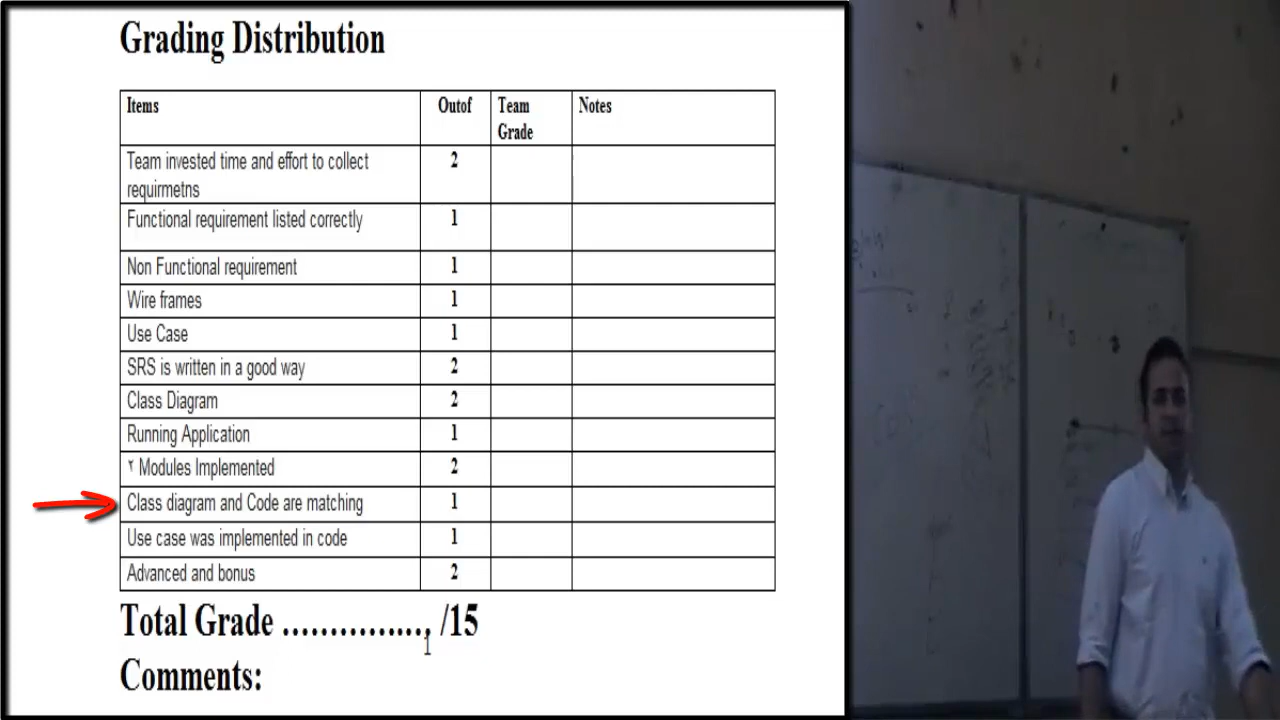 Grading Distribution
Items Outof Team Grade Notes
Team invested time and effort to collect requirmetns 2
Functional requirement listed correctly 1
Non Functional requirement 1
Wire frames 1
Use Case 1
SRS is written in a good way 2
Class Diagram 2
Running Application 1
٢ Modules Implemented 2
Class diagram and Code are matching 1
Use case was implemented in code 1
Advanced and bonus 2
Total Grade ................., /15
Comments: